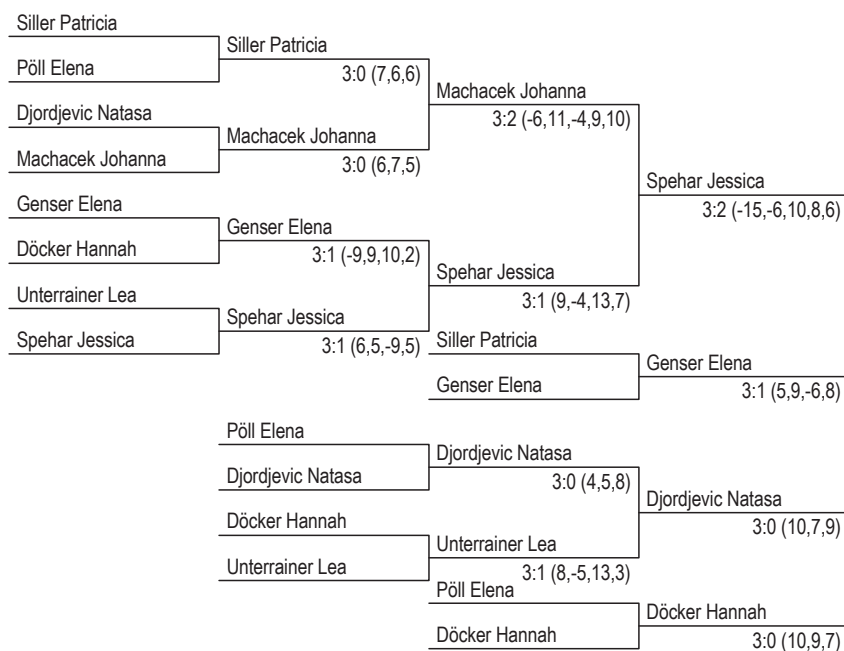 Siller Patricia
Siller Patricia
Pöll Elena
3:0 (7,6,6)
Machacek Johanna
Djordjevic Natasa
3:2 (-6,11,-4,9,10)
Machacek Johanna
Machacek Johanna
3:0 (6,7,5)
Spehar Jessica
Genser Elena
3:2 (-15,-6,10,8,6)
Genser Elena
Döcker Hannah
3:1 (-9,9,10,2)
Spehar Jessica
Unterrainer Lea
3:1 (9,-4,13,7)
Spehar Jessica
Spehar Jessica
3:1 (6,5,-9,5)
Siller Patricia
Genser Elena
Genser Elena
3:1 (5,9,-6,8)
Pöll Elena
Djordjevic Natasa
Djordjevic Natasa
3:0 (4,5,8)
Djordjevic Natasa
Döcker Hannah
3:0 (10,7,9)
Unterrainer Lea
Unterrainer Lea
3:1 (8,-5,13,3)
Pöll Elena
Döcker Hannah
Döcker Hannah
3:0 (10,9,7)